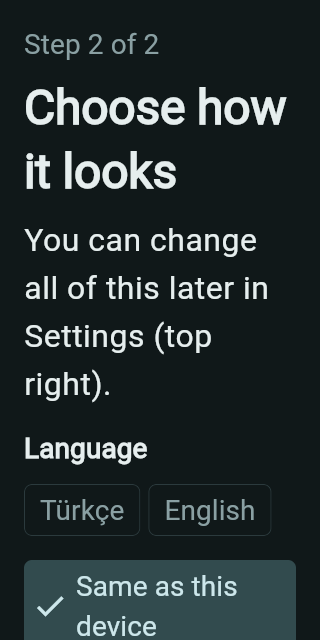 Step 2 of 2
Choose how
it looks
You can change
all of this later in
Settings (top
right).
Language
Türkçe English
Same as this
device